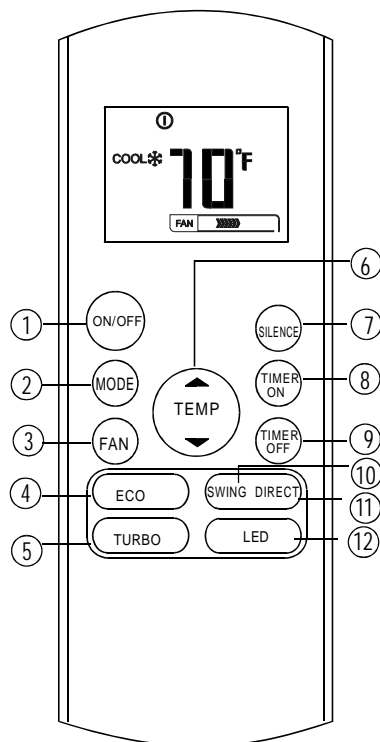 COOL
70°F
FAN
6
1
ON/OFF
SILENCE
7
2
MODE
TEMP
TIMER
ON
8
3
FAN
TIMER
OFF
9
10
4
ECO
SWING DIRECT
11
5
TURBO
LED
12